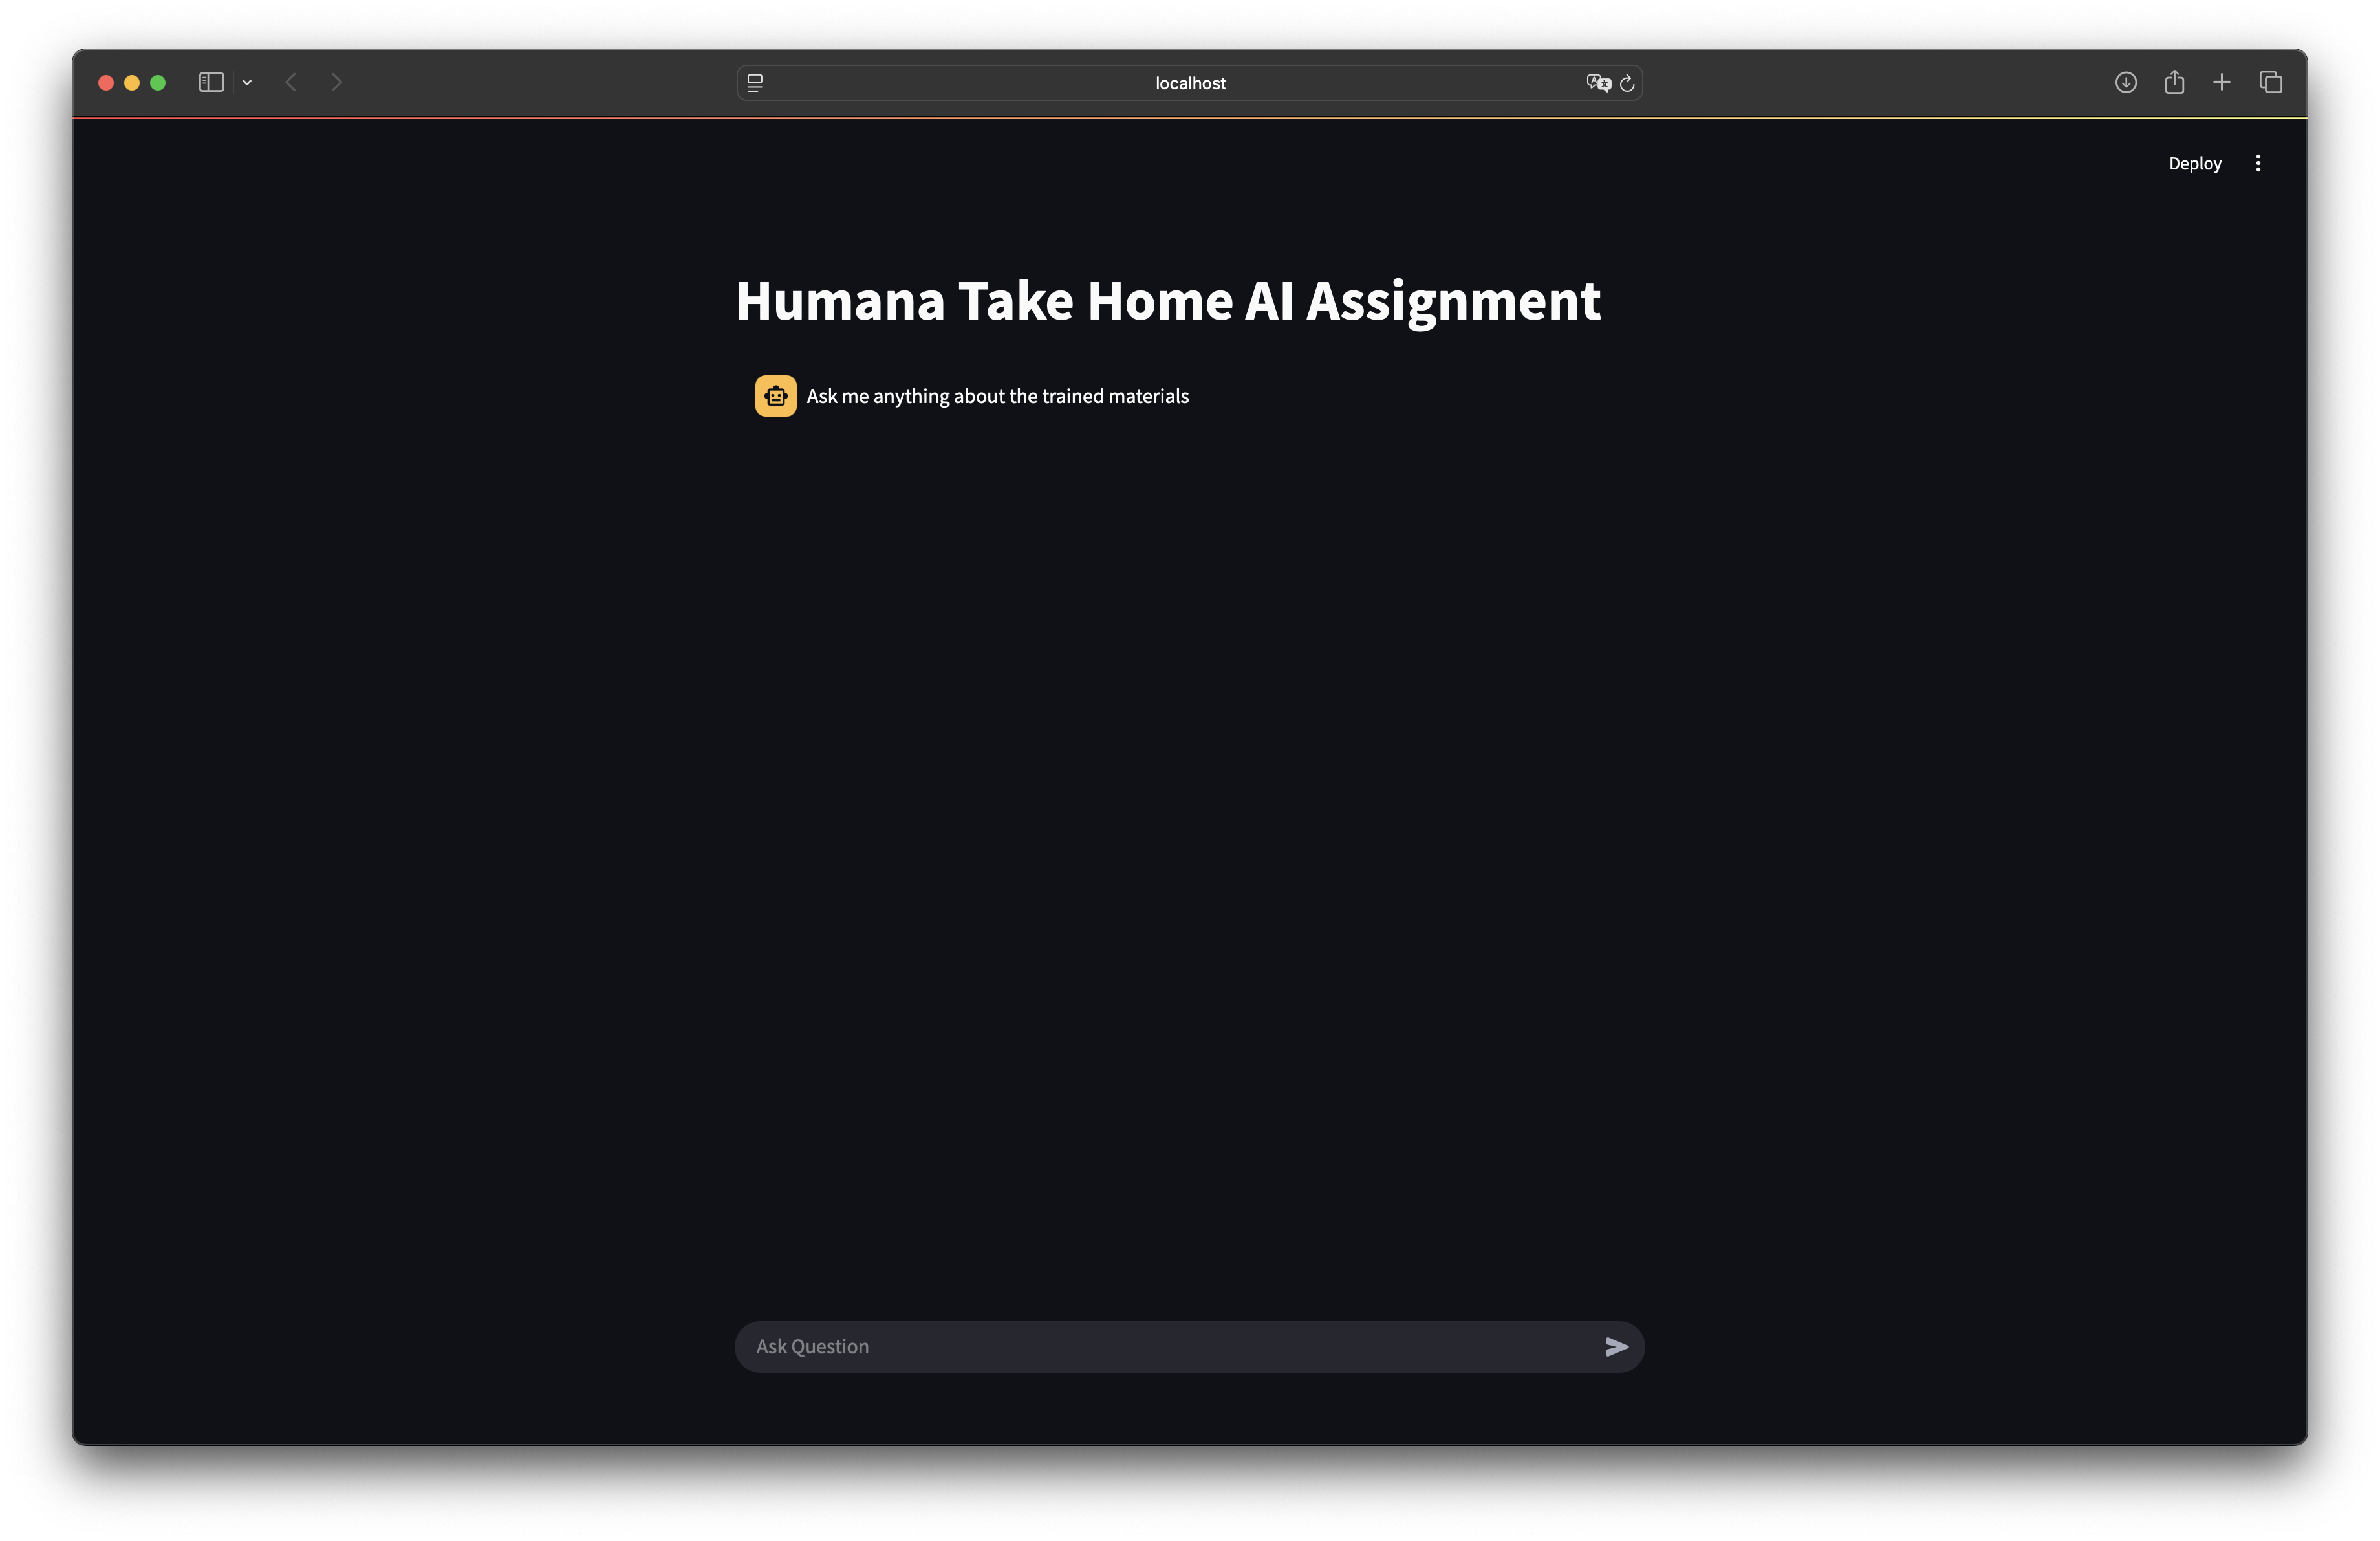 localhost
Deploy
Humana Take Home AI Assignment
Ask me anything about the trained materials
Ask Question